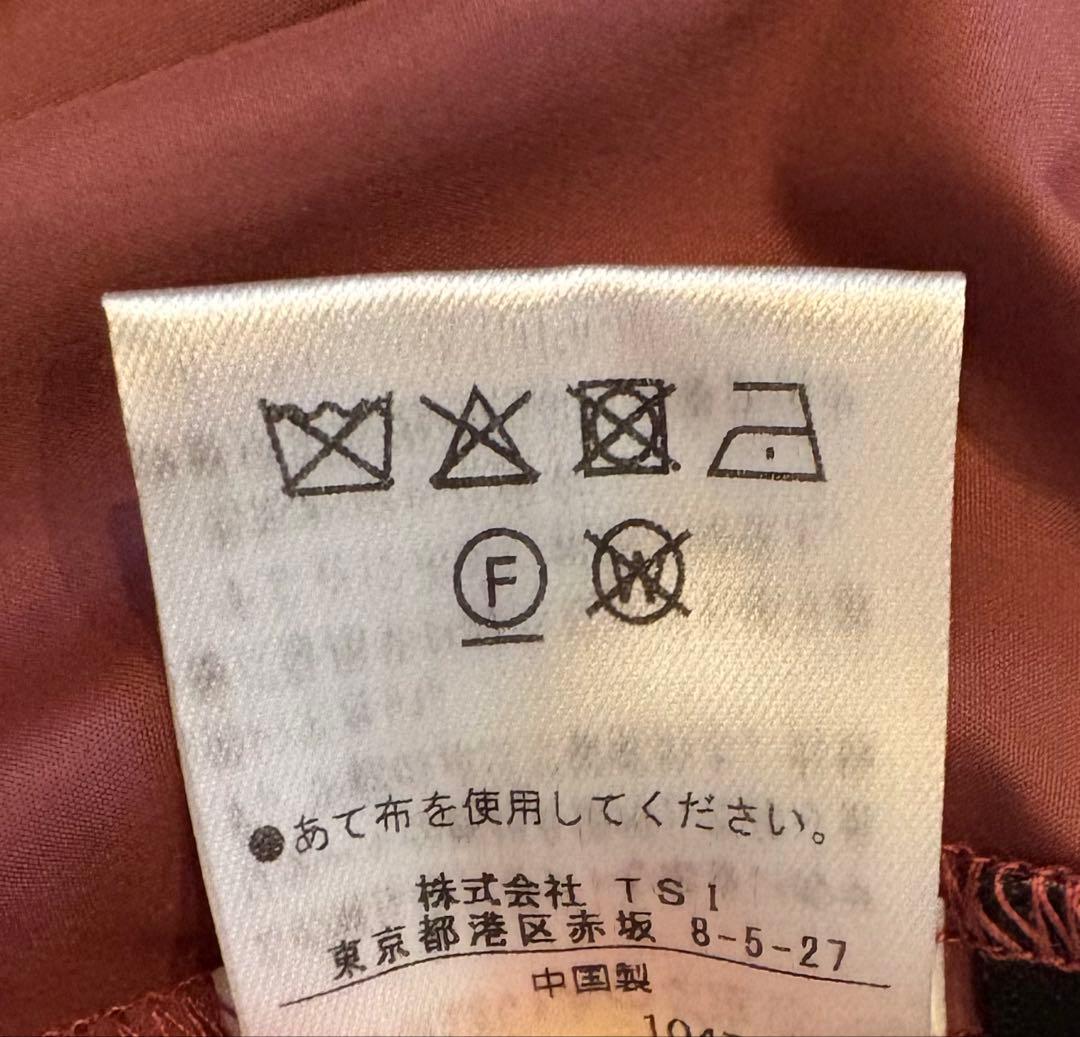 F W
●あて布を使用してください。
株式会社 TSI
東京都港区赤坂 8-5-27
中国製